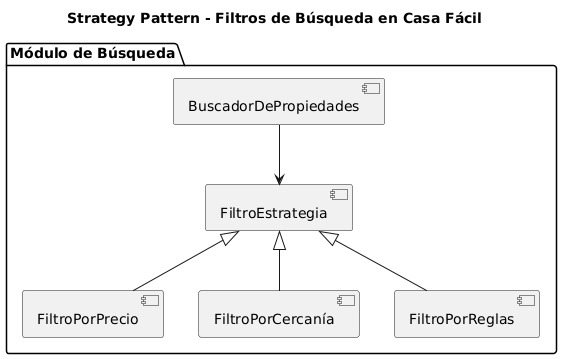 Strategy Pattern - Filtros de Búsqueda en Casa Fácil
Módulo de Búsqueda
BuscadorDePropiedades
FiltroEstrategia
FiltroPorPrecio
FiltroPorCercanía
FiltroPorReglas